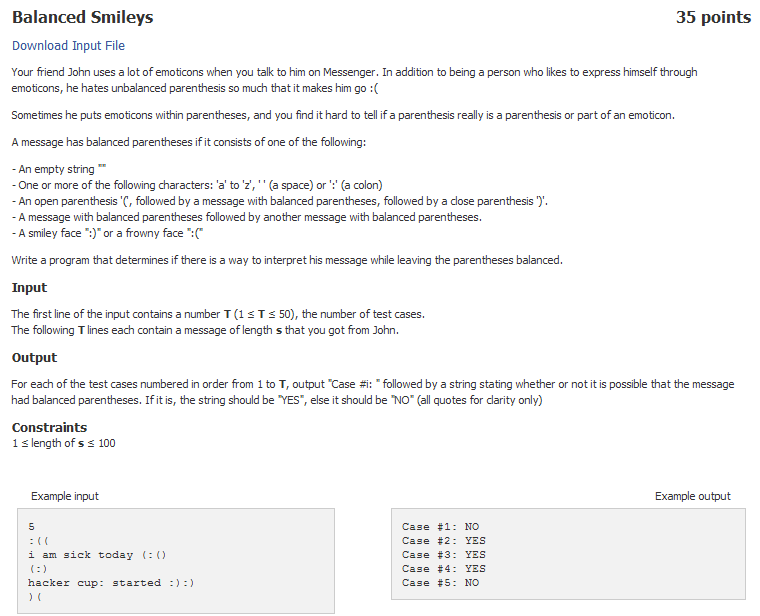 Balanced Smileys
35 points
Download Input File
Your friend John uses a lot of emoticons when you talk to him on Messenger. In addition to being a person who likes to express himself through
emoticons, he hates unbalanced parenthesis so much that it makes him go :(
Sometimes he puts emoticons within parentheses, and you find it hard to tell if a parenthesis really is a parenthesis or part of an emoticon.
A message has balanced parentheses if it consists of one of the following:
- An empty string ""
- One or more of the following characters: 'a' to 'z', ' ' (a space) or ':' (a colon)
- An open parenthesis '(', followed by a message with balanced parentheses, followed by a close parenthesis ')'.
- A message with balanced parentheses followed by another message with balanced parentheses.
- A smiley face ":)" or a frowny face ":("
Write a program that determines if there is a way to interpret his message while leaving the parentheses balanced.
Input
The first line of the input contains a number T (1 ≤ T ≤ 50), the number of test cases.
The following T lines each contain a message of length s that you got from John.
Output
For each of the test cases numbered in order from 1 to T, output "Case #i: " followed by a string stating whether or not it is possible that the message
had balanced parentheses. If it is, the string should be "YES", else it should be "NO" (all quotes for clarity only)
Constraints
1 ≤ length of s ≤ 100
Example input
5
:((
i am sick today (:()
(:)
hacker cup: started :):)
)(
Example output
Case #1: NO
Case #2: YES
Case #3: YES
Case #4: YES
Case #5: NO